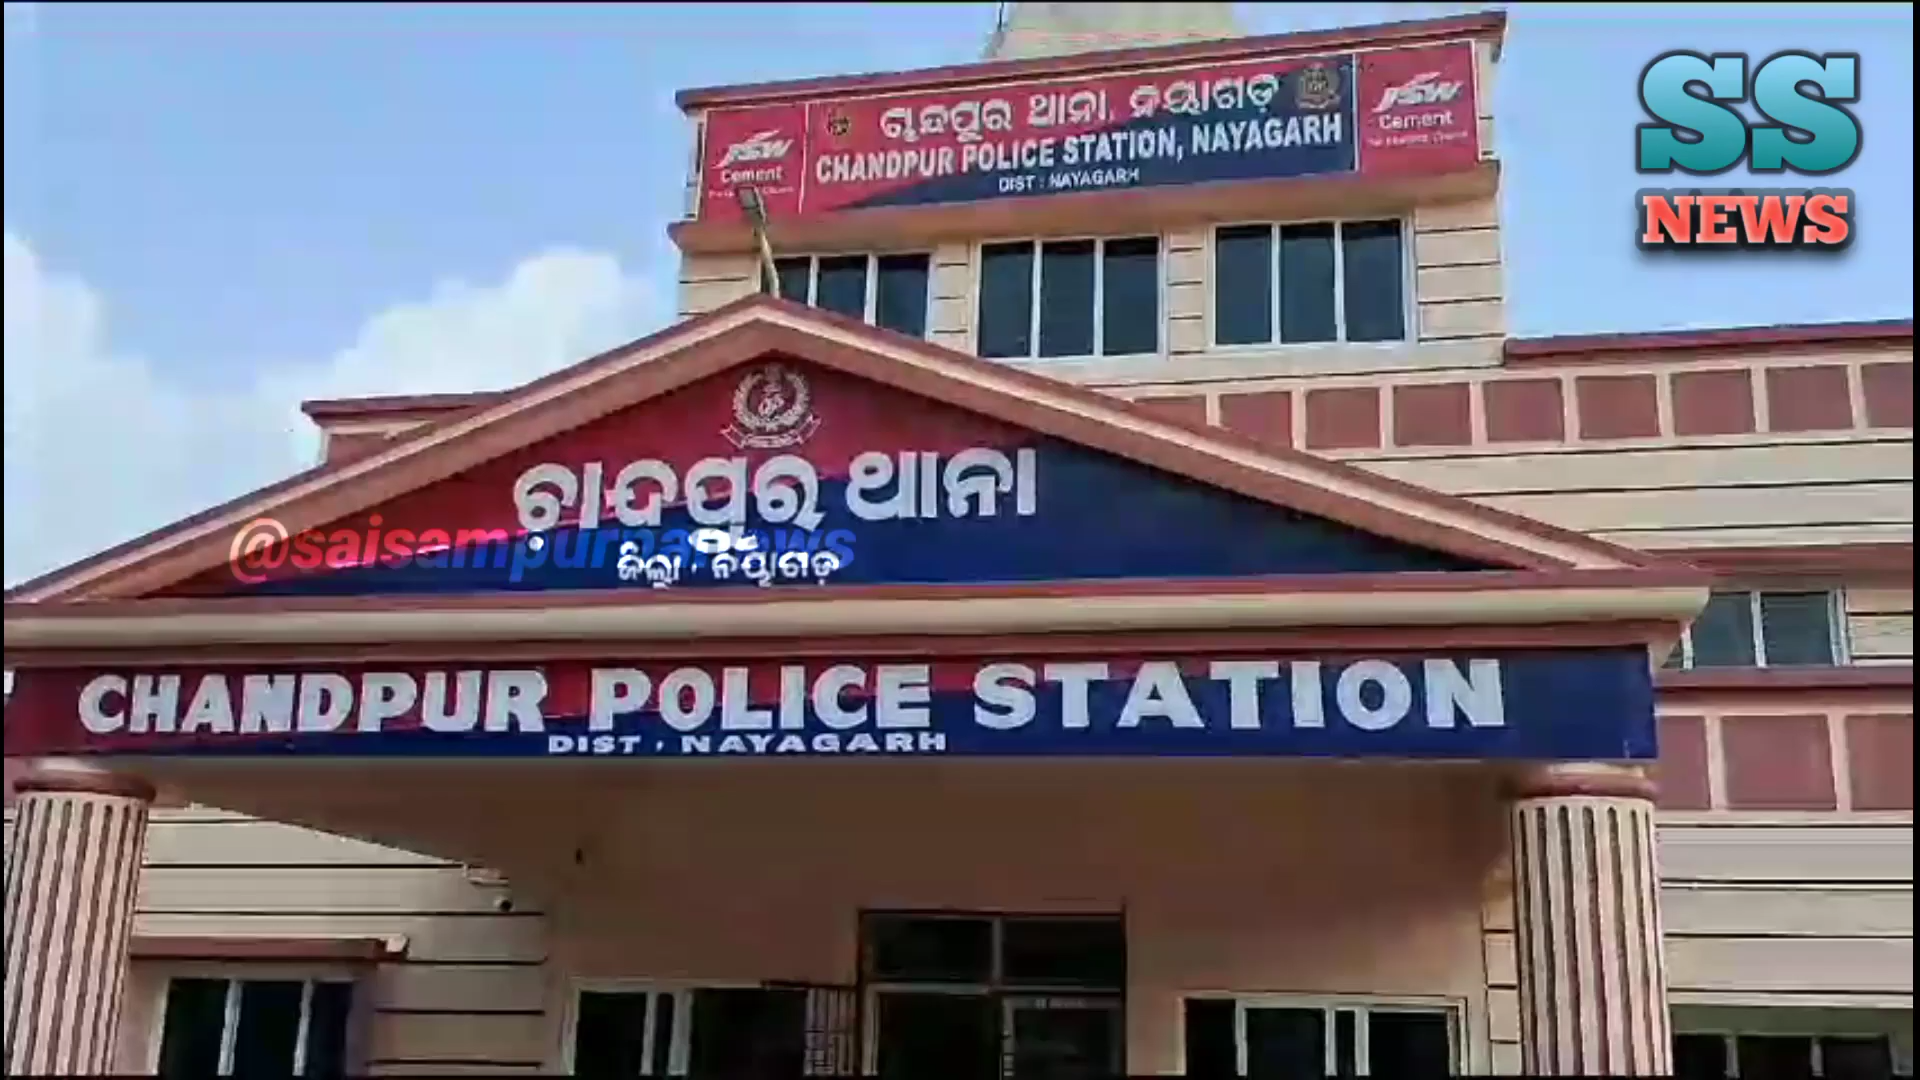 SS
NEWS
JSW
Cement
ଚାନ୍ଦପୁର ଥାନା, ନୟାଗଡ଼
CHANDPUR POLICE STATION, NAYAGARH
DIST : NAYAGARH
JSW
Cement
ଚାନ୍ଦପୁର ଥାନା
@saisampurnanews
ଜିଲ୍ଲା : ନୟାଗଡ଼
CHANDPUR POLICE STATION
DIST : NAYAGARH